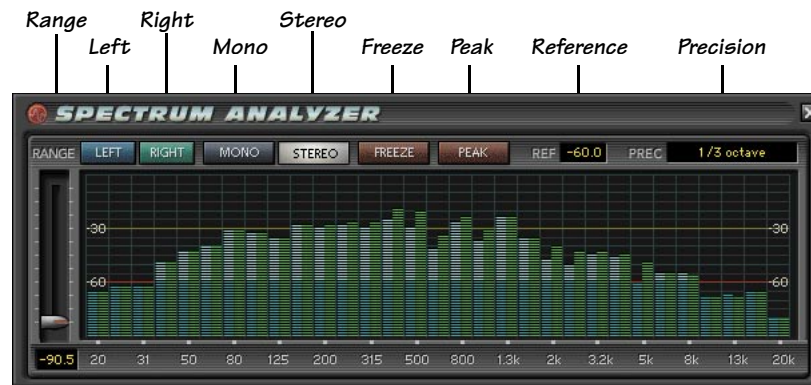 Range Right Stereo
Left Mono Freeze Peak Reference Precision
SPECTRUM ANALYZER
RANGE LEFT RIGHT MONO STEREO FREEZE PEAK REF -60.0 PREC 1/3 octave
-30 -30
-60 -60
-90.5 20 31 50 80 125 200 315 500 800 1.3k 2k 3.2k 5k 8k 13k 20k